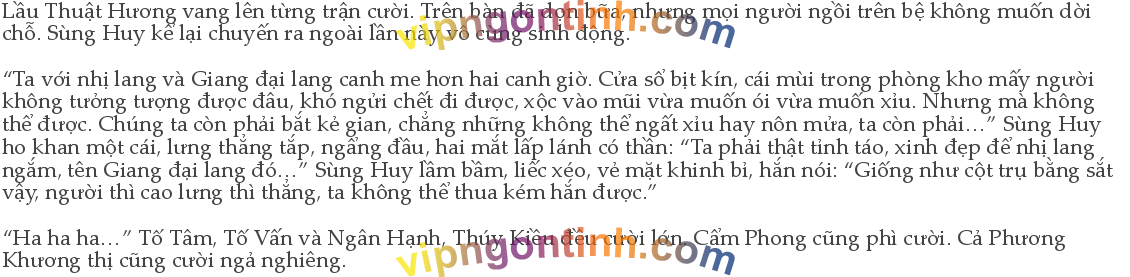 Lầu Thuật Hương vang lên từng trận cười. Trên bàn đã dọn bữa, nhưng mọi người ngồi trên bệ không muốn dời
chỗ. Sùng Huy kể lại chuyến ra ngoài lần này vô cùng sinh động.
vipngontinh.com
“Ta với nhị lang và Giang đại lang canh me hơn hai canh giờ. Cửa sổ bịt kín, cái mùi trong phòng kho mấy người
không tưởng tượng được đâu, khó ngửi chết đi được, xộc vào mũi vừa muốn ói vừa muốn xỉu. Nhưng mà không
thể được. Chúng ta còn phải bắt kẻ gian, chẳng những không thể ngất xỉu hay nôn mửa, ta còn phải…” Sùng Huy
ho khan một cái, lưng thẳng tắp, ngẩng đầu, hai mắt lấp lánh có thần: “Ta phải thật tỉnh táo, xinh đẹp để nhị lang
ngắm, tên Giang đại lang đó…” Sùng Huy lầm bầm, liếc xéo, vẻ mặt khinh bỉ, hắn nói: “Giống như cột trụ bằng sắt
vậy, người thì cao lưng thì thẳng, ta không thể thua kém hắn được.”
“Ha ha ha…” Tố Tâm, Tố Vấn và Ngân Hạnh, Thúy Kiều đều cười lớn. Cẩm Phong cũng phì cười. Cả Phương
Khương thị cũng cười ngả nghiêng.
vipngontinh.com